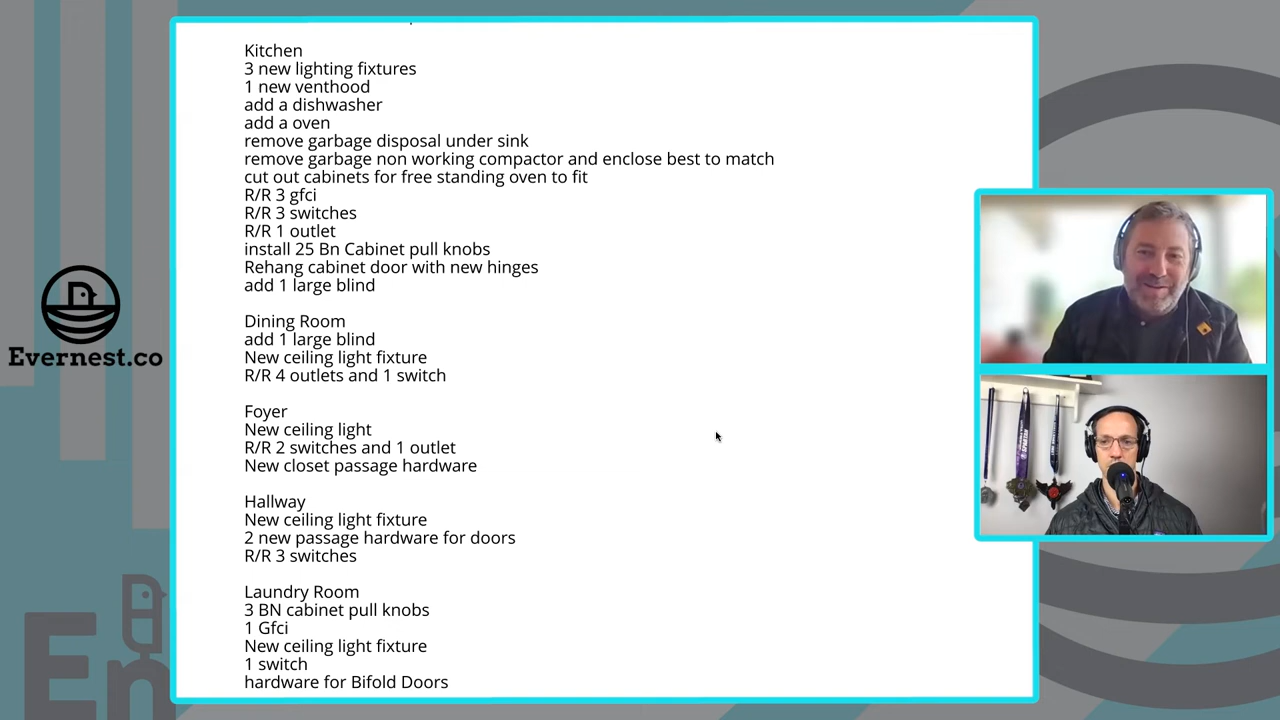 Kitchen
3 new lighting fixtures
1 new venthood
add a dishwasher
add a oven
remove garbage disposal under sink
remove garbage non working compactor and enclose best to match
cut out cabinets for free standing oven to fit
R/R 3 gfci
R/R 3 switches
R/R 1 outlet
install 25 Bn Cabinet pull knobs
Rehang cabinet door with new hinges
add 1 large blind
Dining Room
add 1 large blind
New ceiling light fixture
R/R 4 outlets and 1 switch
Foyer
New ceiling light
R/R 2 switches and 1 outlet
New closet passage hardware
Hallway
New ceiling light fixture
2 new passage hardware for doors
R/R 3 switches
Laundry Room
3 BN cabinet pull knobs
1 Gfci
New ceiling light fixture
1 switch
hardware for Bifold Doors
Evernest.co
En